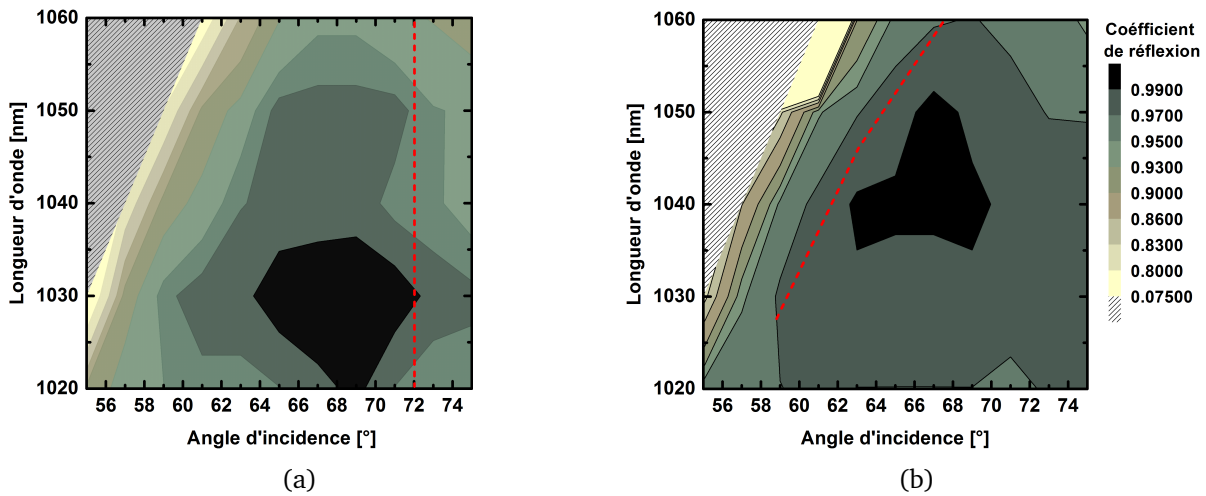 1060
1050
1040
1030
1020
Longueur d'onde [nm]
56 58 60 62 64 66 68 70 72 74
Angle d'incidence [°]
(a)
1060
1050
1040
1030
1020
Longueur d'onde [nm]
56 58 60 62 64 66 68 70 72 74
Angle d'incidence [°]
(b)
Coéfficient
de réflexion
0.9900
0.9700
0.9500
0.9300
0.9000
0.8600
0.8300
0.8000
0.07500